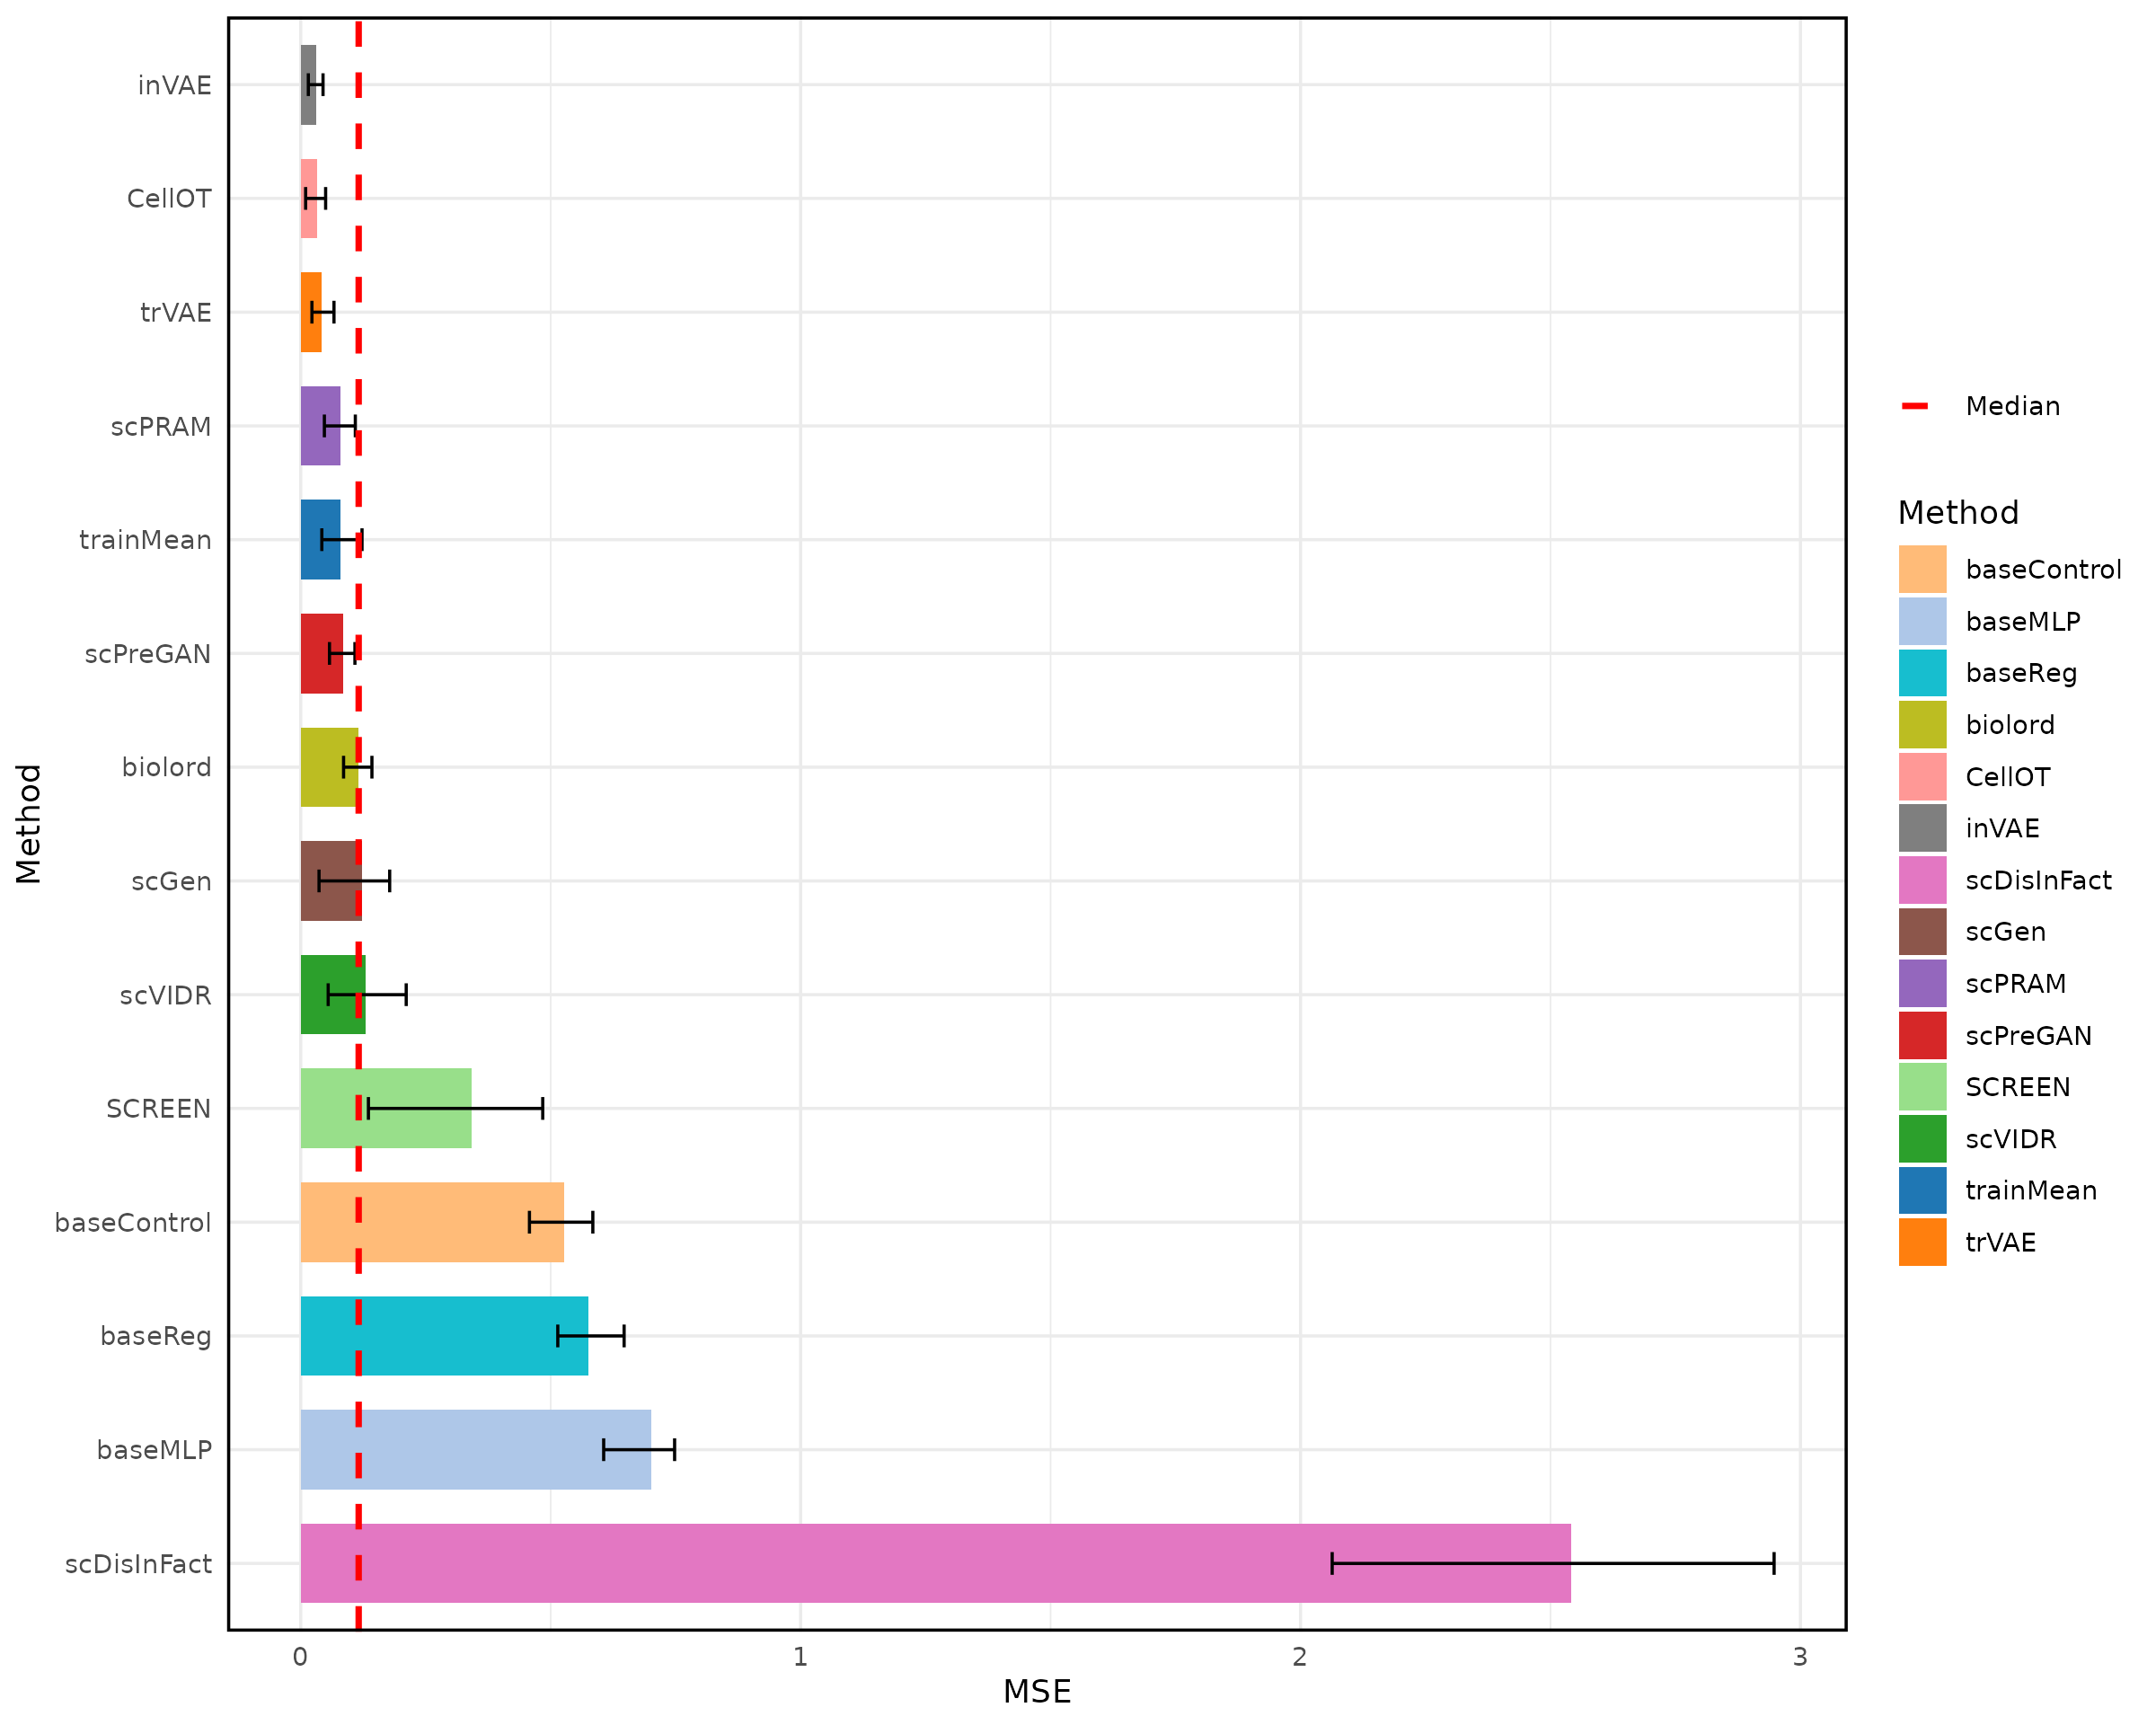 Method
inVAE
CellOT
trVAE
scPRAM
trainMean
scPreGAN
biolord
scGen
scVIDR
SCREEN
baseControl
baseReg
baseMLP
scDisInFact
0 1 2 3
MSE
Median
Method
baseControl
baseMLP
baseReg
biolord
CellOT
inVAE
scDisInFact
scGen
scPRAM
scPreGAN
SCREEN
scVIDR
trainMean
trVAE